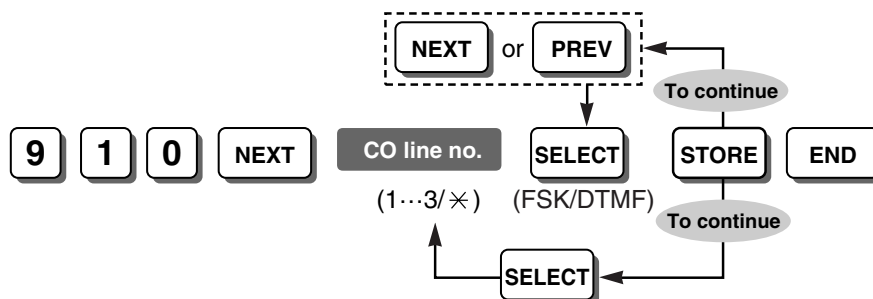 NEXT or PREV
To continue
9 1 0 NEXT CO line no. SELECT STORE END
(1···3/✳) (FSK/DTMF)
To continue
SELECT